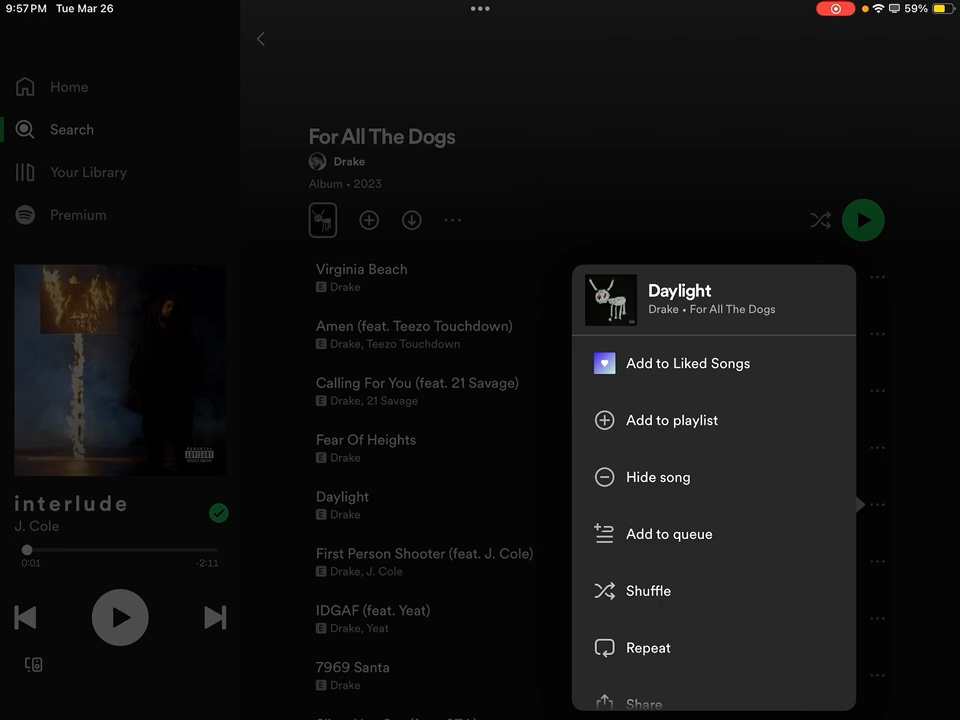 9:57 PM Tue Mar 26
59%
Home
Search
Your Library
Premium
PARENTAL
ADVISORY
EXPLICIT CONTENT
interlude
J. Cole
0:01
-2:11
For All The Dogs
Drake
Album • 2023
Virginia Beach
E Drake
Amen (feat. Teezo Touchdown)
E Drake, Teezo Touchdown
Calling For You (feat. 21 Savage)
E Drake, 21 Savage
Fear Of Heights
E Drake
Daylight
E Drake
First Person Shooter (feat. J. Cole)
E Drake, J. Cole
IDGAF (feat. Yeat)
E Drake, Yeat
7969 Santa
E Drake
Daylight
Drake • For All The Dogs
Add to Liked Songs
Add to playlist
Hide song
Add to queue
Shuffle
Repeat
Share